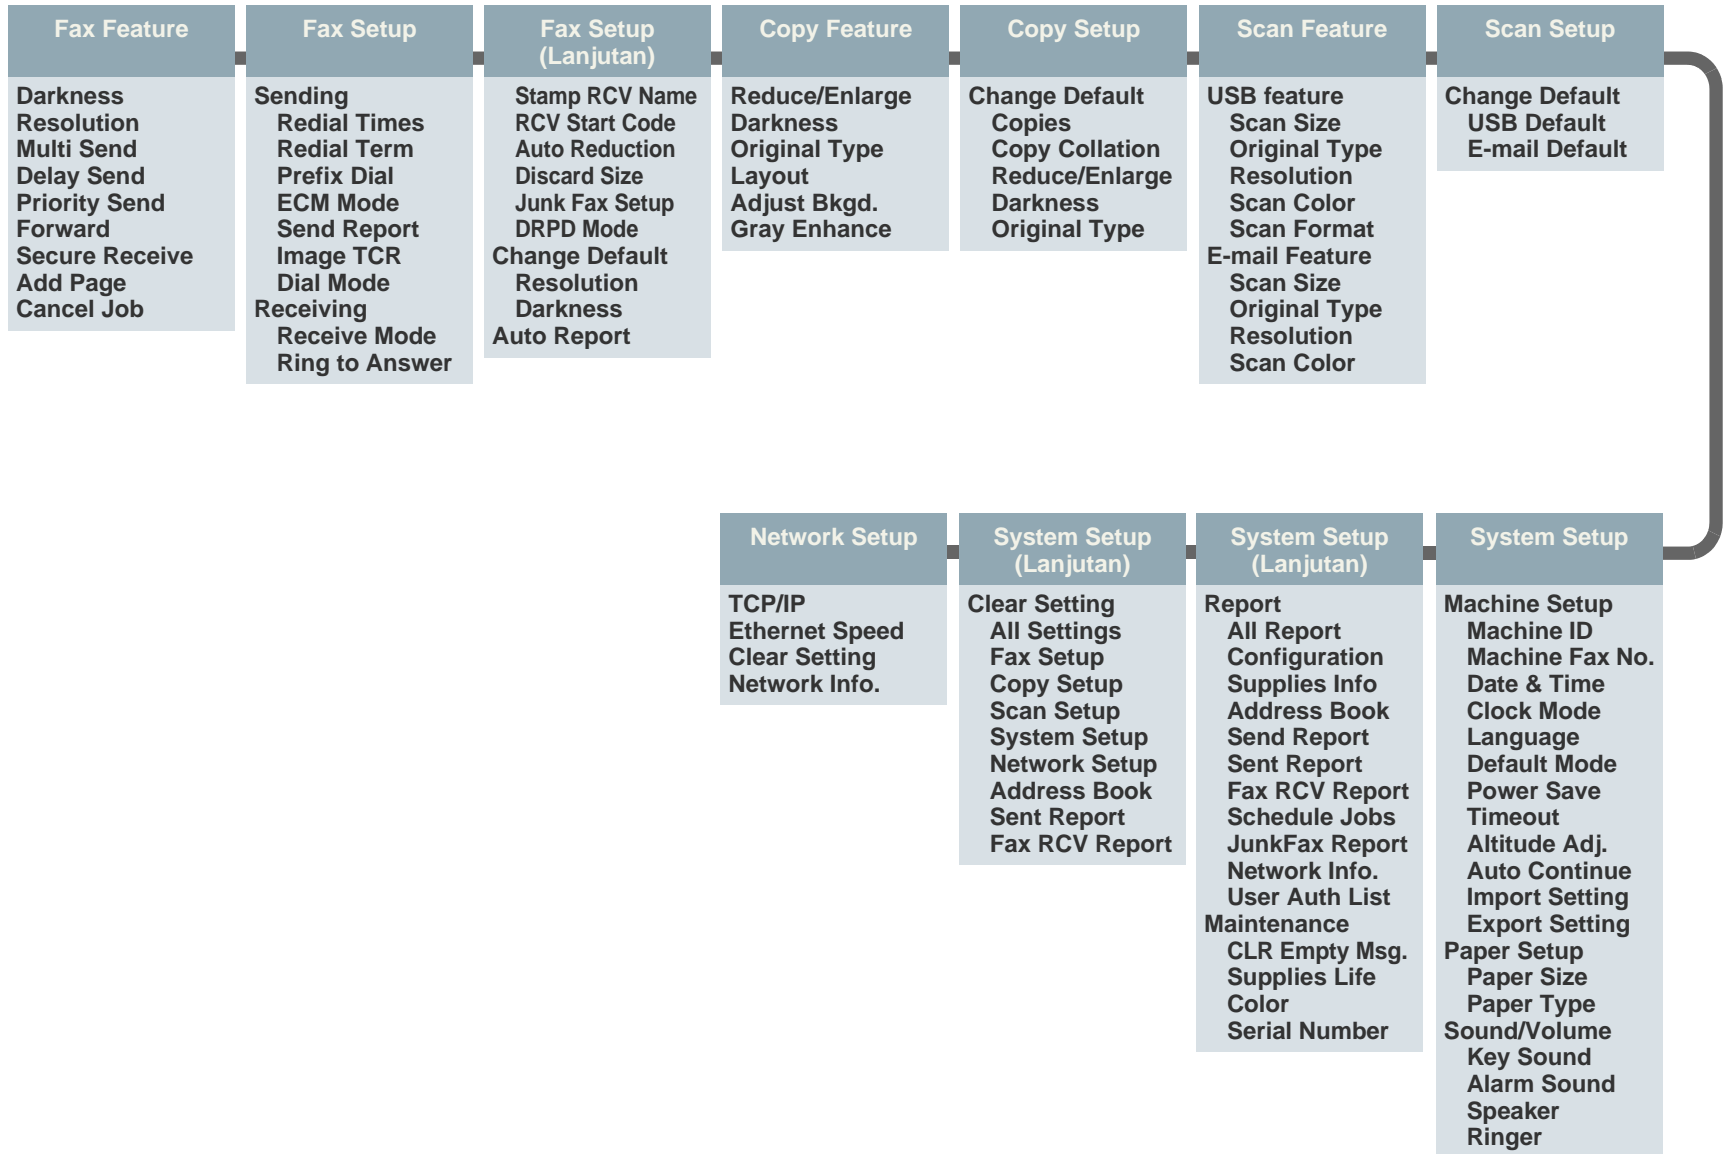 Fax Feature
Darkness
Resolution
Multi Send
Delay Send
Priority Send
Forward
Secure Receive
Add Page
Cancel Job
Fax Setup
Sending
Redial Times
Redial Term
Prefix Dial
ECM Mode
Send Report
Image TCR
Dial Mode
Receiving
Receive Mode
Ring to Answer
Fax Setup
(Lanjutan)
Stamp RCV Name
RCV Start Code
Auto Reduction
Discard Size
Junk Fax Setup
DRPD Mode
Change Default
Resolution
Darkness
Auto Report
Copy Feature
Reduce/Enlarge
Darkness
Original Type
Layout
Adjust Bkgd.
Gray Enhance
Copy Setup
Change Default
Copies
Copy Collation
Reduce/Enlarge
Darkness
Original Type
Scan Feature
USB feature
Scan Size
Original Type
Resolution
Scan Color
Scan Format
E-mail Feature
Scan Size
Original Type
Resolution
Scan Color
Scan Setup
Change Default
USB Default
E-mail Default
Network Setup
TCP/IP
Ethernet Speed
Clear Setting
Network Info.
System Setup
(Lanjutan)
Clear Setting
All Settings
Fax Setup
Copy Setup
Scan Setup
System Setup
Network Setup
Address Book
Sent Report
Fax RCV Report
System Setup
(Lanjutan)
Report
All Report
Configuration
Supplies Info
Address Book
Send Report
Sent Report
Fax RCV Report
Schedule Jobs
JunkFax Report
Network Info.
User Auth List
Maintenance
CLR Empty Msg.
Supplies Life
Color
Serial Number
System Setup
Machine Setup
Machine ID
Machine Fax No.
Date & Time
Clock Mode
Language
Default Mode
Power Save
Timeout
Altitude Adj.
Auto Continue
Import Setting
Export Setting
Paper Setup
Paper Size
Paper Type
Sound/Volume
Key Sound
Alarm Sound
Speaker
Ringer